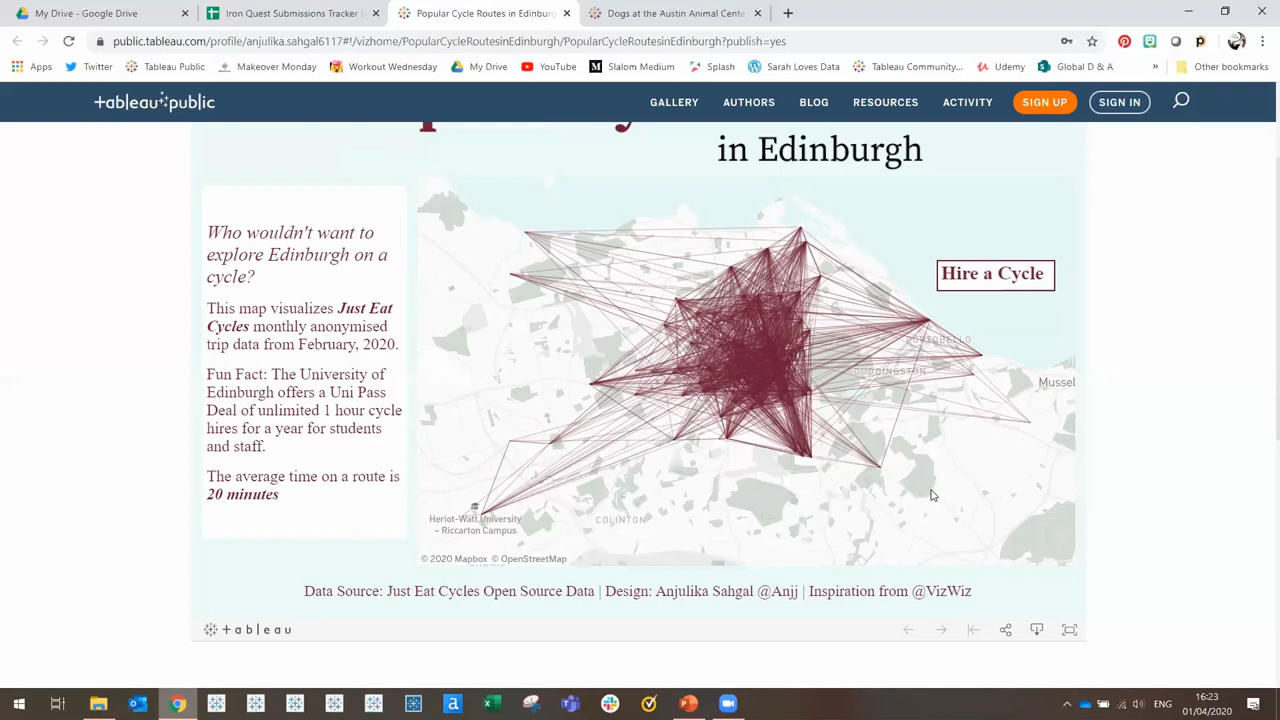 My Drive - Google Drive
Iron Quest Submissions Tracker (
Popular Cycle Routes in Edinburg
Dogs at the Austin Animal Cente
public.tableau.com/profile/anjulika.sahgal6117#!/vizhome/PopularCycleRoutesinEdinburgh/PopularCycleRoutesinEdinburgh?publish=yes
Apps
Twitter
Tableau Public
Makeover Monday
Workout Wednesday
My Drive
YouTube
Slalom Medium
Splash
Sarah Loves Data
Tableau Community...
Udemy
Global D & A
»
Other bookmarks
+ableau+public
GALLERY
AUTHORS
BLOG
RESOURCES
ACTIVITY
SIGN UP
SIGN IN
in Edinburgh
Who wouldn't want to
explore Edinburgh on a
cycle?
This map visualizes Just Eat
Cycles monthly anonymised
trip data from February, 2020.
Fun Fact: The University of
Edinburgh offers a Uni Pass
Deal of unlimited 1 hour cycle
hires for a year for students
and staff.
The average time on a route is
20 minutes
Hire a Cycle
PORTOBELLO
DUDDINGSTON
Mussel
Heriot-Watt University
– Riccarton Campus
COLINTON
© 2020 Mapbox © OpenStreetMap
Data Source: Just Eat Cycles Open Source Data | Design: Anjulika Sahgal @Anjj | Inspiration from @VizWiz
+ a b | e a u
16:23
ENG
01/04/2020